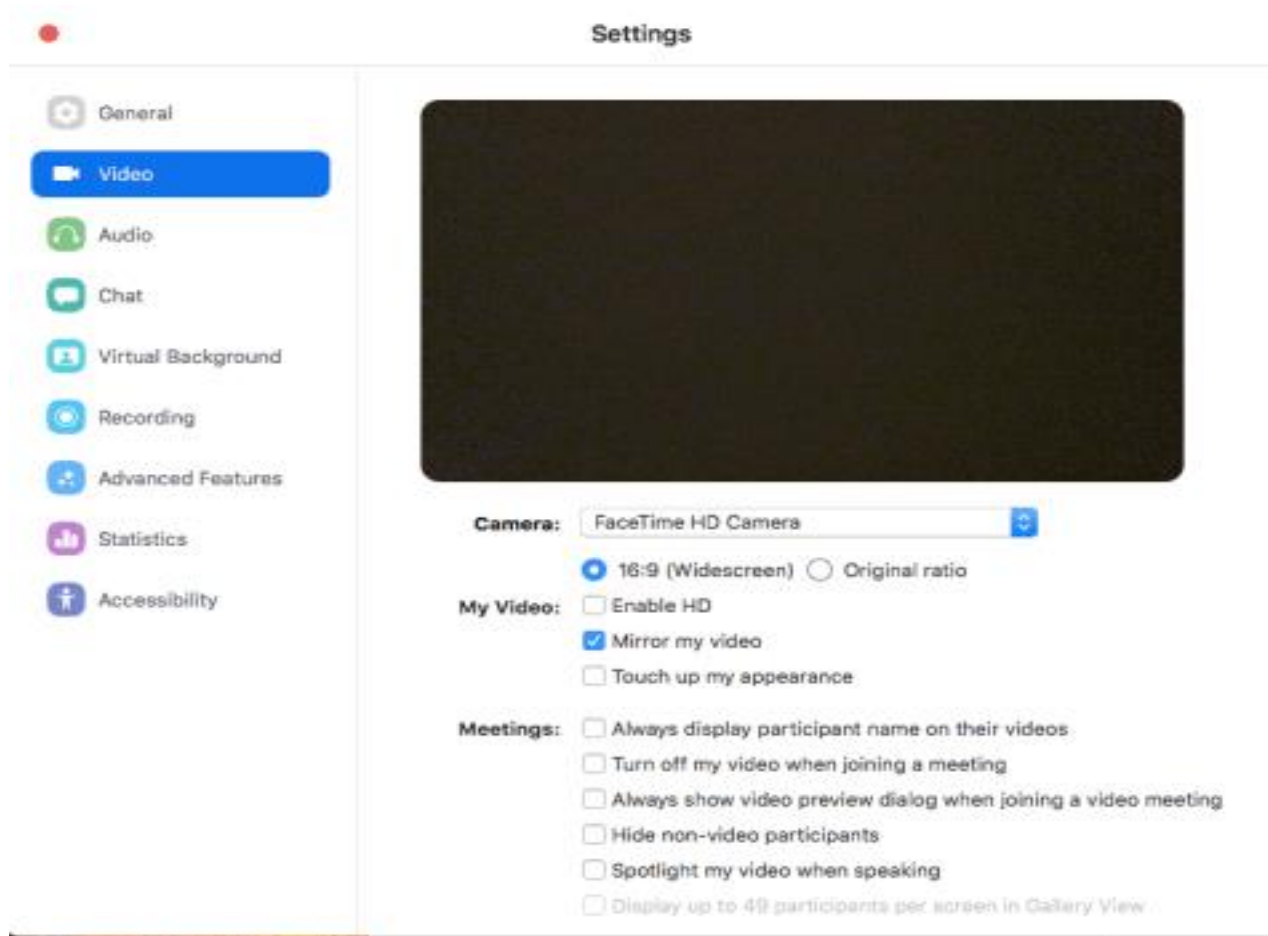 Settings
General
Video
Audio
Chat
Virtual Background
Recording
Advanced Features
Statistics
Accessibility
Camera: FaceTime HD Camera
16:9 (Widescreen) Original ratio
My Video: Enable HD
Mirror my video
Touch up my appearance
Meetings: Always display participant name on their videos
Turn off my video when joining a meeting
Always show video preview dialog when joining a video meeting
Hide non-video participants
Spotlight my video when speaking
Display up to 49 participants per screen in Gallery View